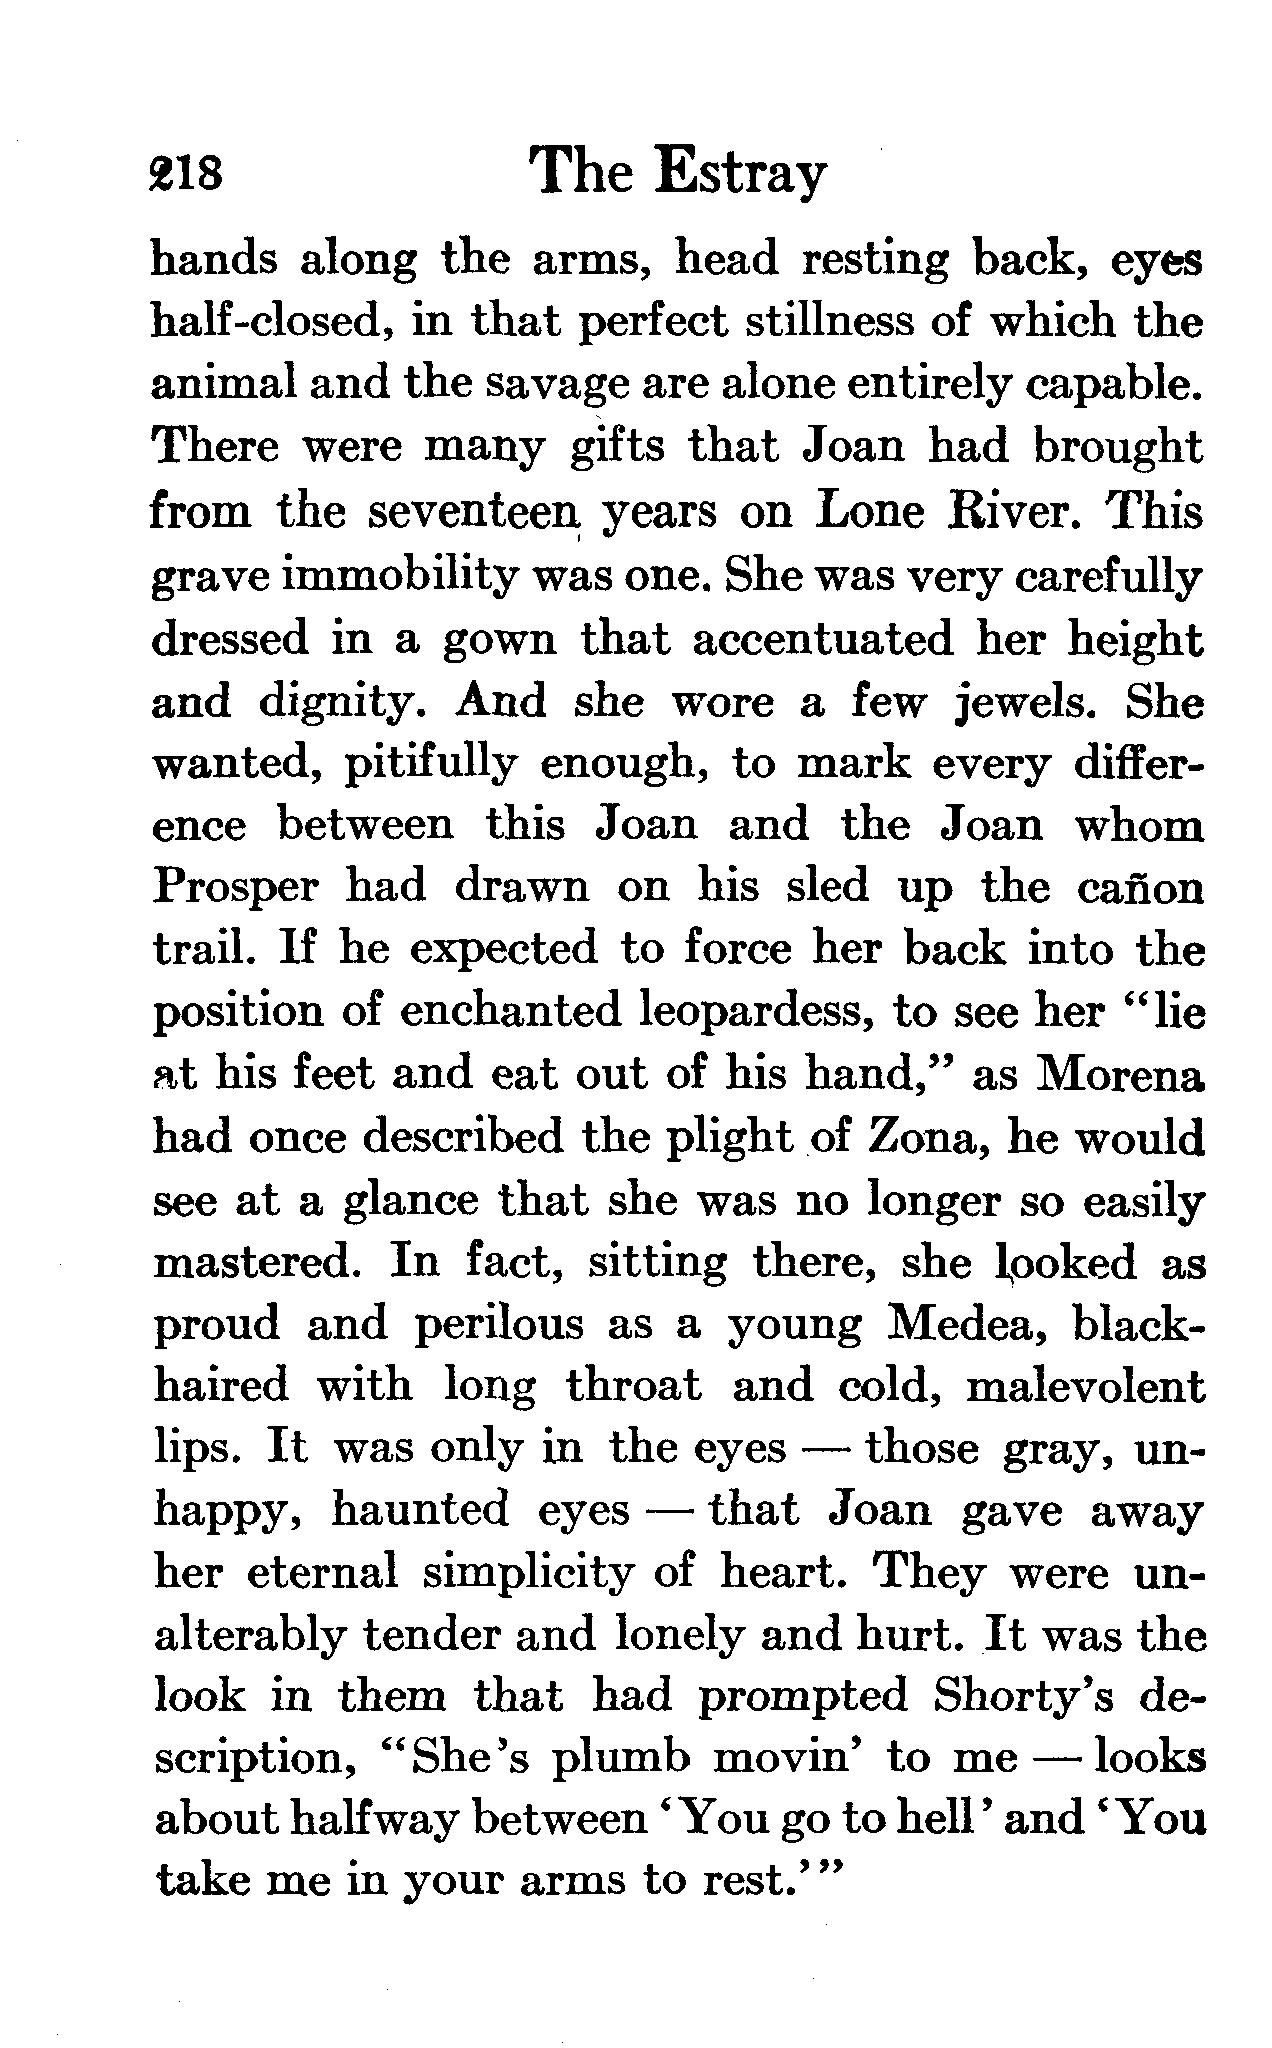 218 The Estray
hands along the arms, head resting back, eyes
half-closed, in that perfect stillness of which the
animal and the savage are alone entirely capable.
There were many gifts that Joan had brought
from the seventeen years on Lone River. This
grave immobility was one. She was very carefully
dressed in a gown that accentuated her height
and dignity. And she wore a few jewels. She
wanted, pitifully enough, to mark every differ-
ence between this Joan and the Joan whom
Prosper had drawn on his sled up the cañon
trail. If he expected to force her back into the
position of enchanted leopardess, to see her “lie
at his feet and eat out of his hand,” as Morena
had once described the plight of Zona, he would
see at a glance that she was no longer so easily
mastered. In fact, sitting there, she looked as
proud and perilous as a young Medea, black-
haired with long throat and cold, malevolent
lips. It was only in the eyes — those gray, un-
happy, haunted eyes — that Joan gave away
her eternal simplicity of heart. They were un-
alterably tender and lonely and hurt. It was the
look in them that had prompted Shorty’s de-
scription, “She’s plumb movin’ to me — looks
about halfway between ‘You go to hell’ and ‘You
take me in your arms to rest.’”